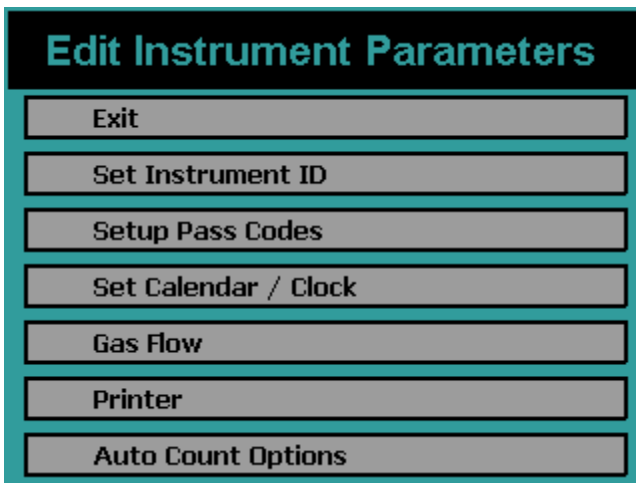 Edit Instrument Parameters
Exit
Set Instrument ID
Setup Pass Codes
Set Calendar / Clock
Gas Flow
Printer
Auto Count Options